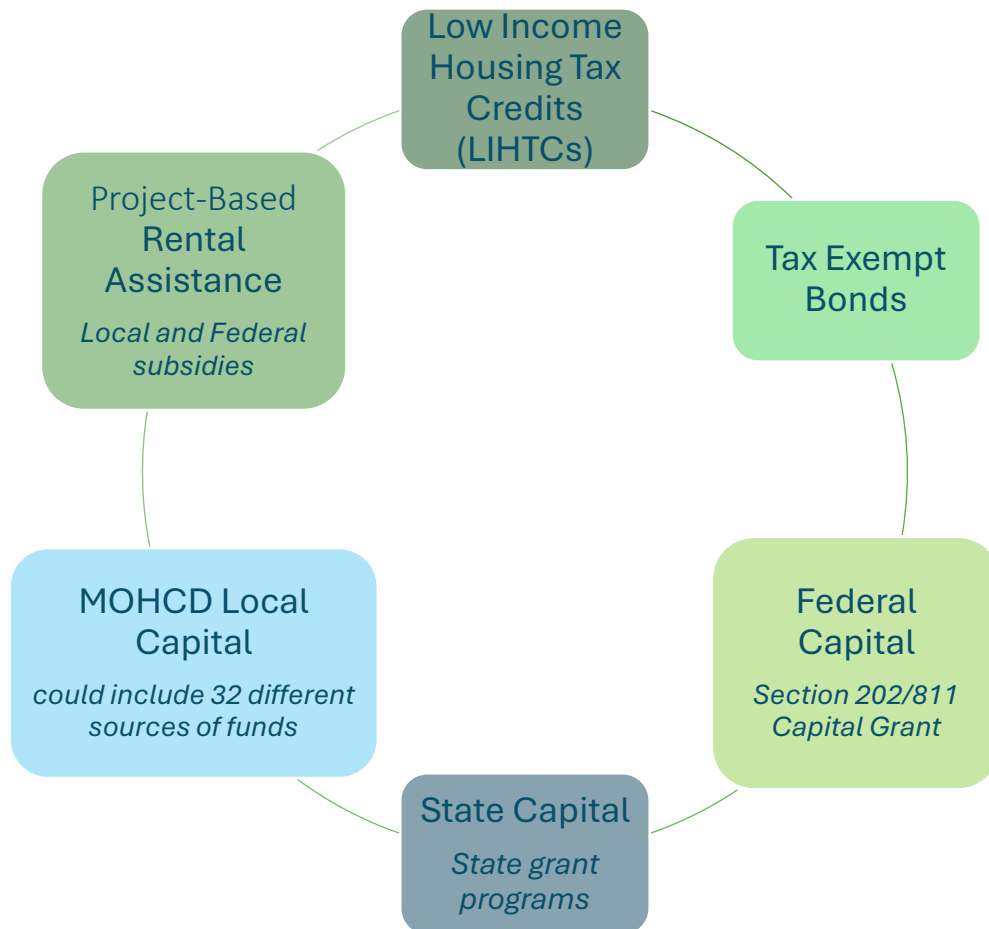 Low Income
Housing Tax
Credits
(LIHTCs)
Tax Exempt
Bonds
Federal
Capital
Section 202/811
Capital Grant
State Capital
State grant
programs
MOHCD Local
Capital
could include 32 different
sources of funds
Project-Based
Rental
Assistance
Local and Federal
subsidies